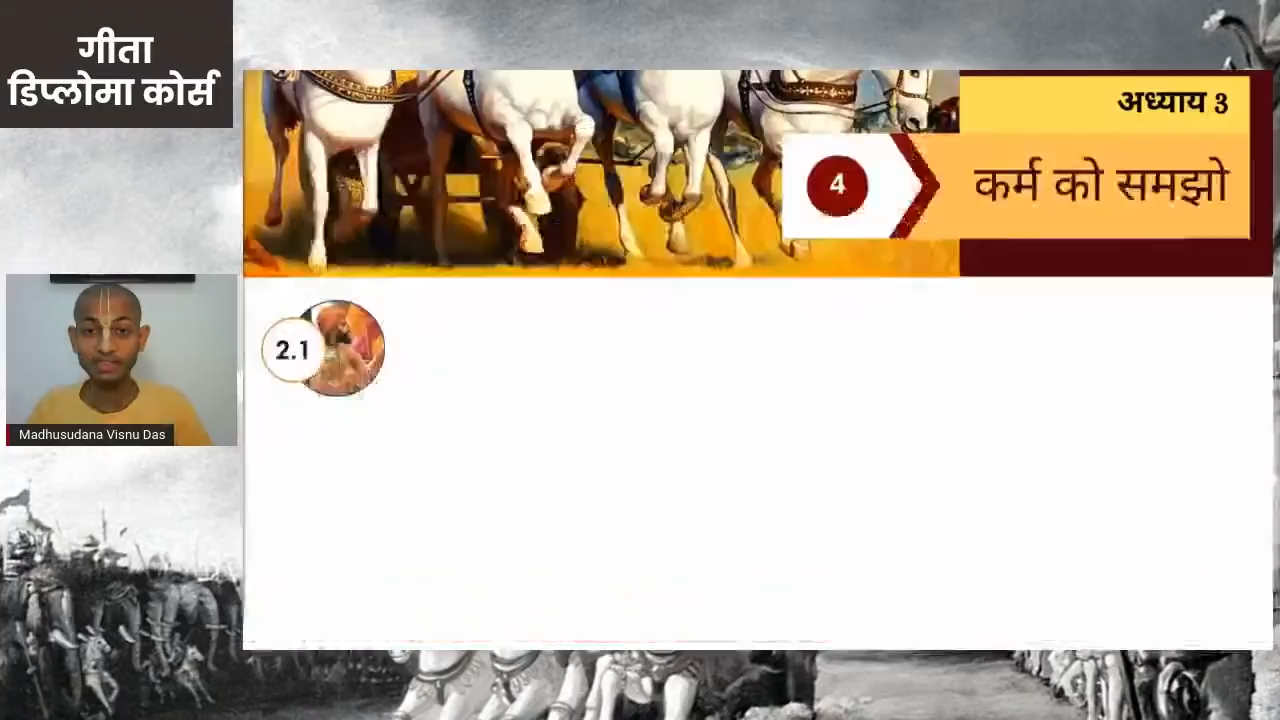 गीता
डिप्लोमा कोर्स
अध्याय 3
4
कर्म को समझो
2.1
Madhusudana Visnu Das